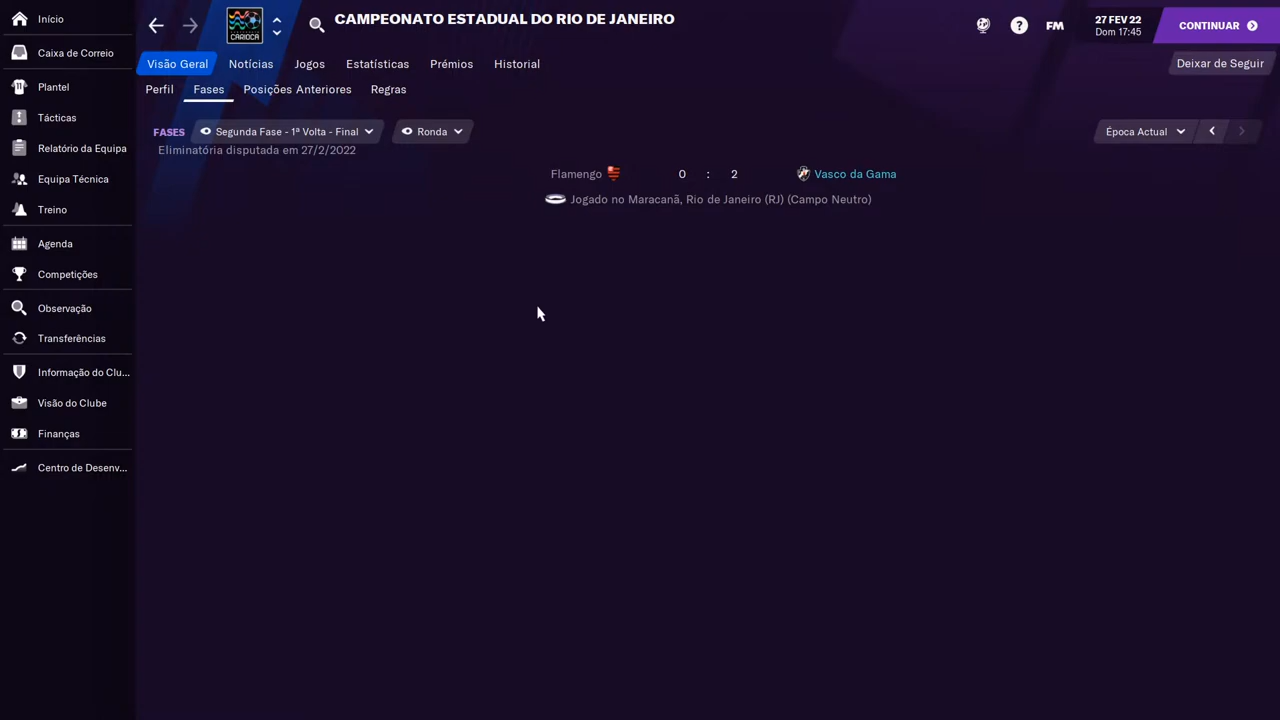 Início
Caixa de Correio
Plantel
Tácticas
Relatório da Equipa
Equipa Técnica
Treino
Agenda
Competições
Observação
Transferências
Informação do Clu...
Visão do Clube
Finanças
Centro de Desenv...
CARIOCA
CAMPEONATO ESTADUAL DO RIO DE JANEIRO
FM
27 FEV 22
Dom 17:45
CONTINUAR
Visão Geral Notícias Jogos Estatísticas Prémios Historial
Deixar de Seguir
Perfil Fases Posições Anteriores Regras
FASES Segunda Fase - 1ª Volta - Final Ronda Época Actual
Eliminatória disputada em 27/2/2022
Flamengo 0 : 2 Vasco da Gama
Jogado no Maracanã, Rio de Janeiro (RJ) (Campo Neutro)